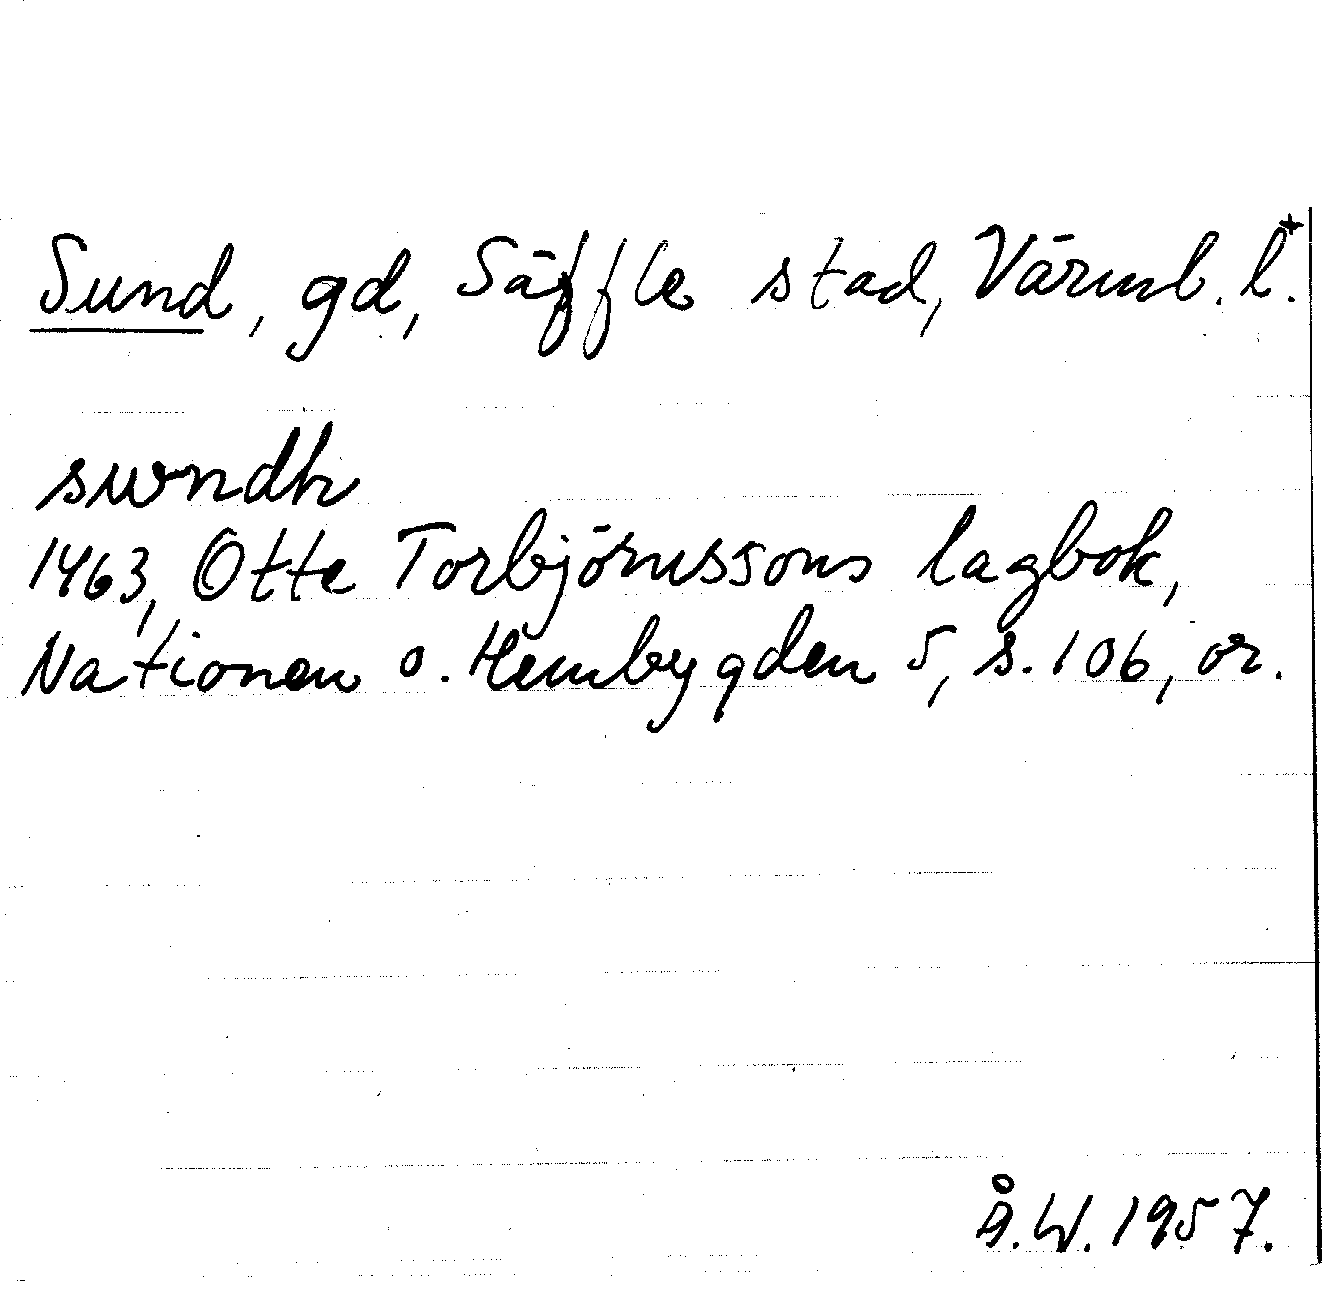 Sund, gd, Säffle stad, Värml. l.+
swndh
1463, Otte Torbjörnssons lagbok,
Nationen o. Hembygden 5, s. 106, or.
Å.W. 1957.